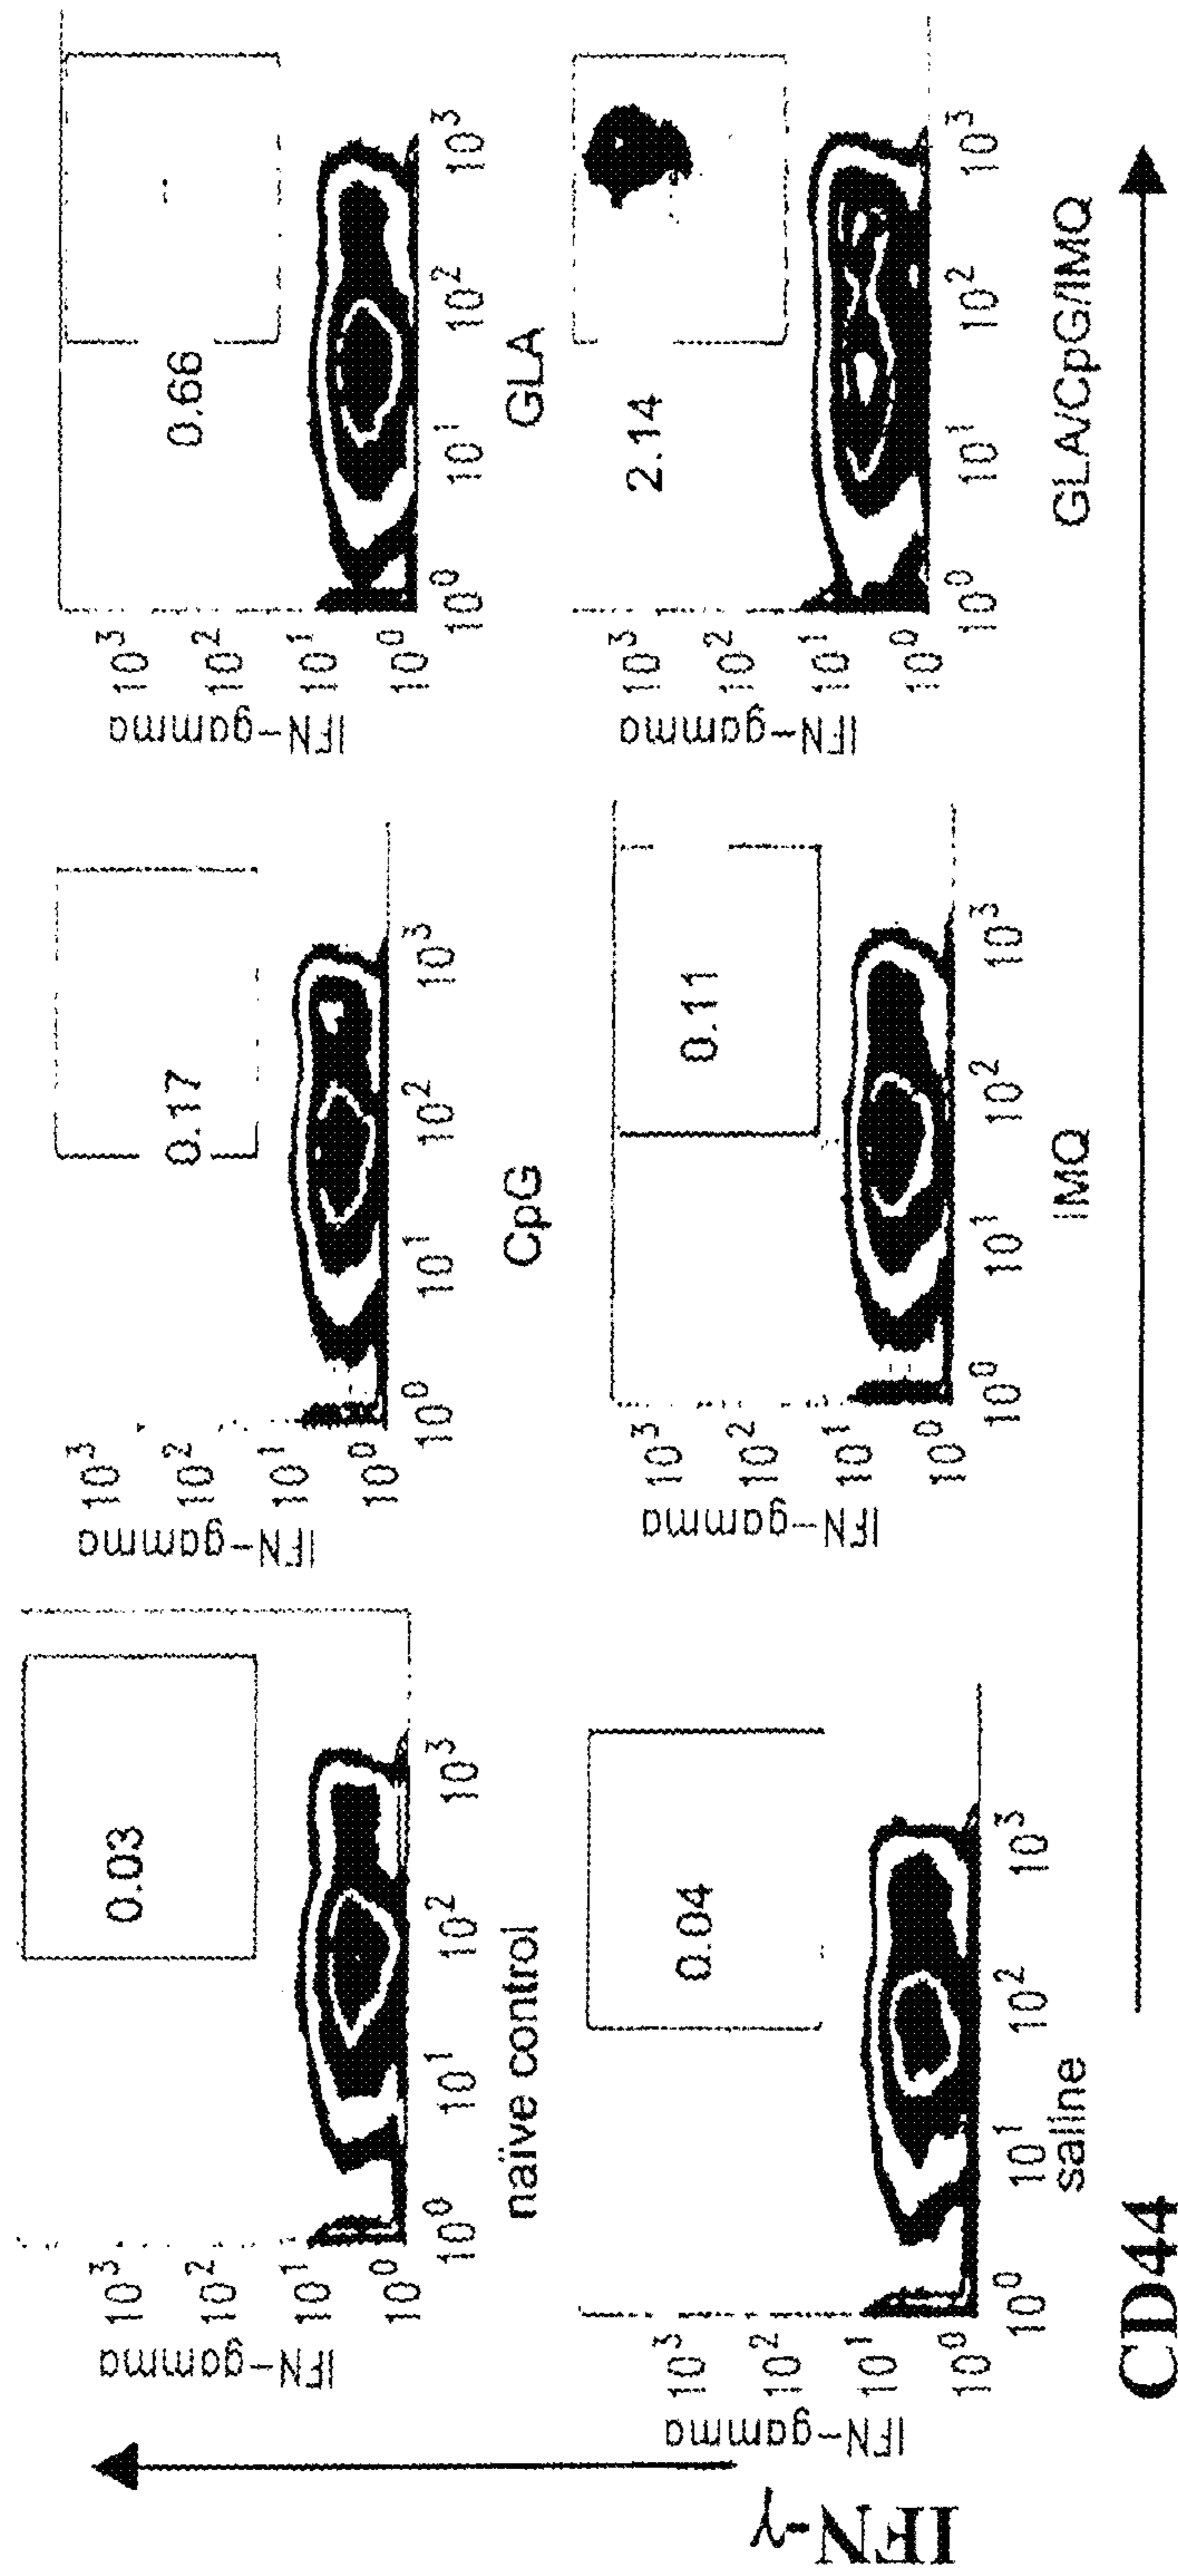 IFN-γ
IFN-gamma
10³
10²
10¹
10⁰
0.03
10⁰ 10¹ 10² 10³
naïve control
IFN-gamma
10³
10²
10¹
10⁰
0.17
10⁰ 10¹ 10² 10³
CpG
IFN-gamma
10³
10²
10¹
10⁰
0.66
10⁰ 10¹ 10² 10³
GLA
IFN-gamma
10³
10²
10¹
10⁰
0.04
10⁰ 10¹ 10² 10³
saline
IFN-gamma
10³
10²
10¹
10⁰
0.11
10⁰ 10¹ 10² 10³
IMQ
IFN-gamma
10³
10²
10¹
10⁰
2.14
10⁰ 10¹ 10² 10³
GLA/CpG/IMQ
CD44